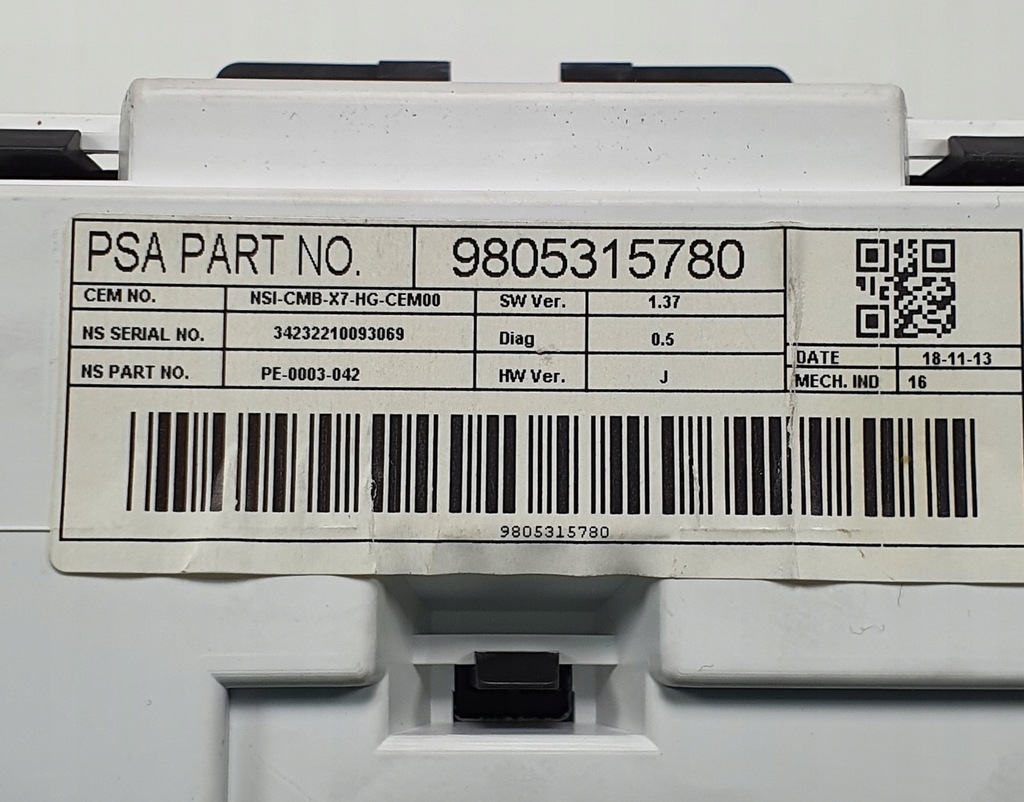 PSA PART NO. 9805315780
CEM NO. NSI-CMB-X7-HG-CEM00 SW Ver. 1.37
NS SERIAL NO. 34232210093069 Diag 0.5
NS PART NO. PE-0003-042 HW Ver. J
DATE 18-11-13
MECH. IND 16
9805315780